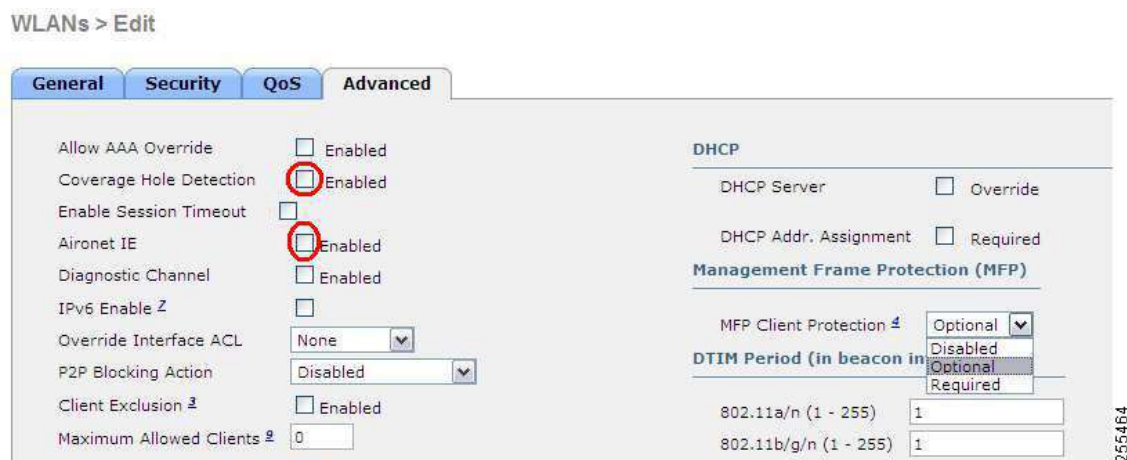 WLANs > Edit
General Security QoS Advanced
Allow AAA Override Enabled
Coverage Hole Detection Enabled
Enable Session Timeout
Aironet IE Enabled
Diagnostic Channel Enabled
IPv6 Enable 7
Override Interface ACL None
P2P Blocking Action Disabled
Client Exclusion 3 Enabled
Maximum Allowed Clients 9 0
DHCP
DHCP Server Override
DHCP Addr. Assignment Required
Management Frame Protection (MFP)
MFP Client Protection 4 Optional
Disabled
Optional
Required
DTIM Period (in beacon in
802.11a/n (1 - 255) 1
802.11b/g/n (1 - 255) 1
255464